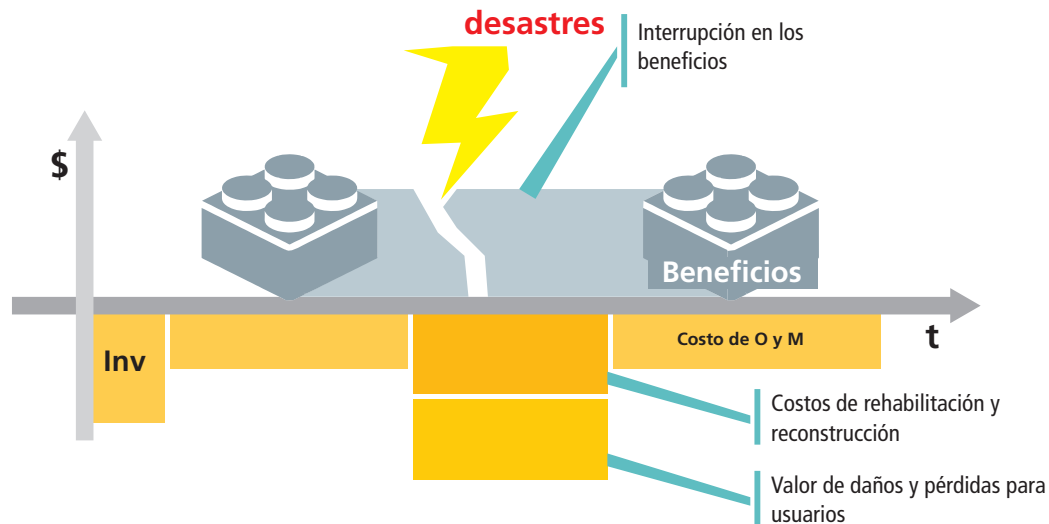 desastres
Interrupción en los
beneficios
$
Beneficios
Inv
Costo de O y M
t
Costos de rehabilitación y
reconstrucción
Valor de daños y pérdidas para
usuarios